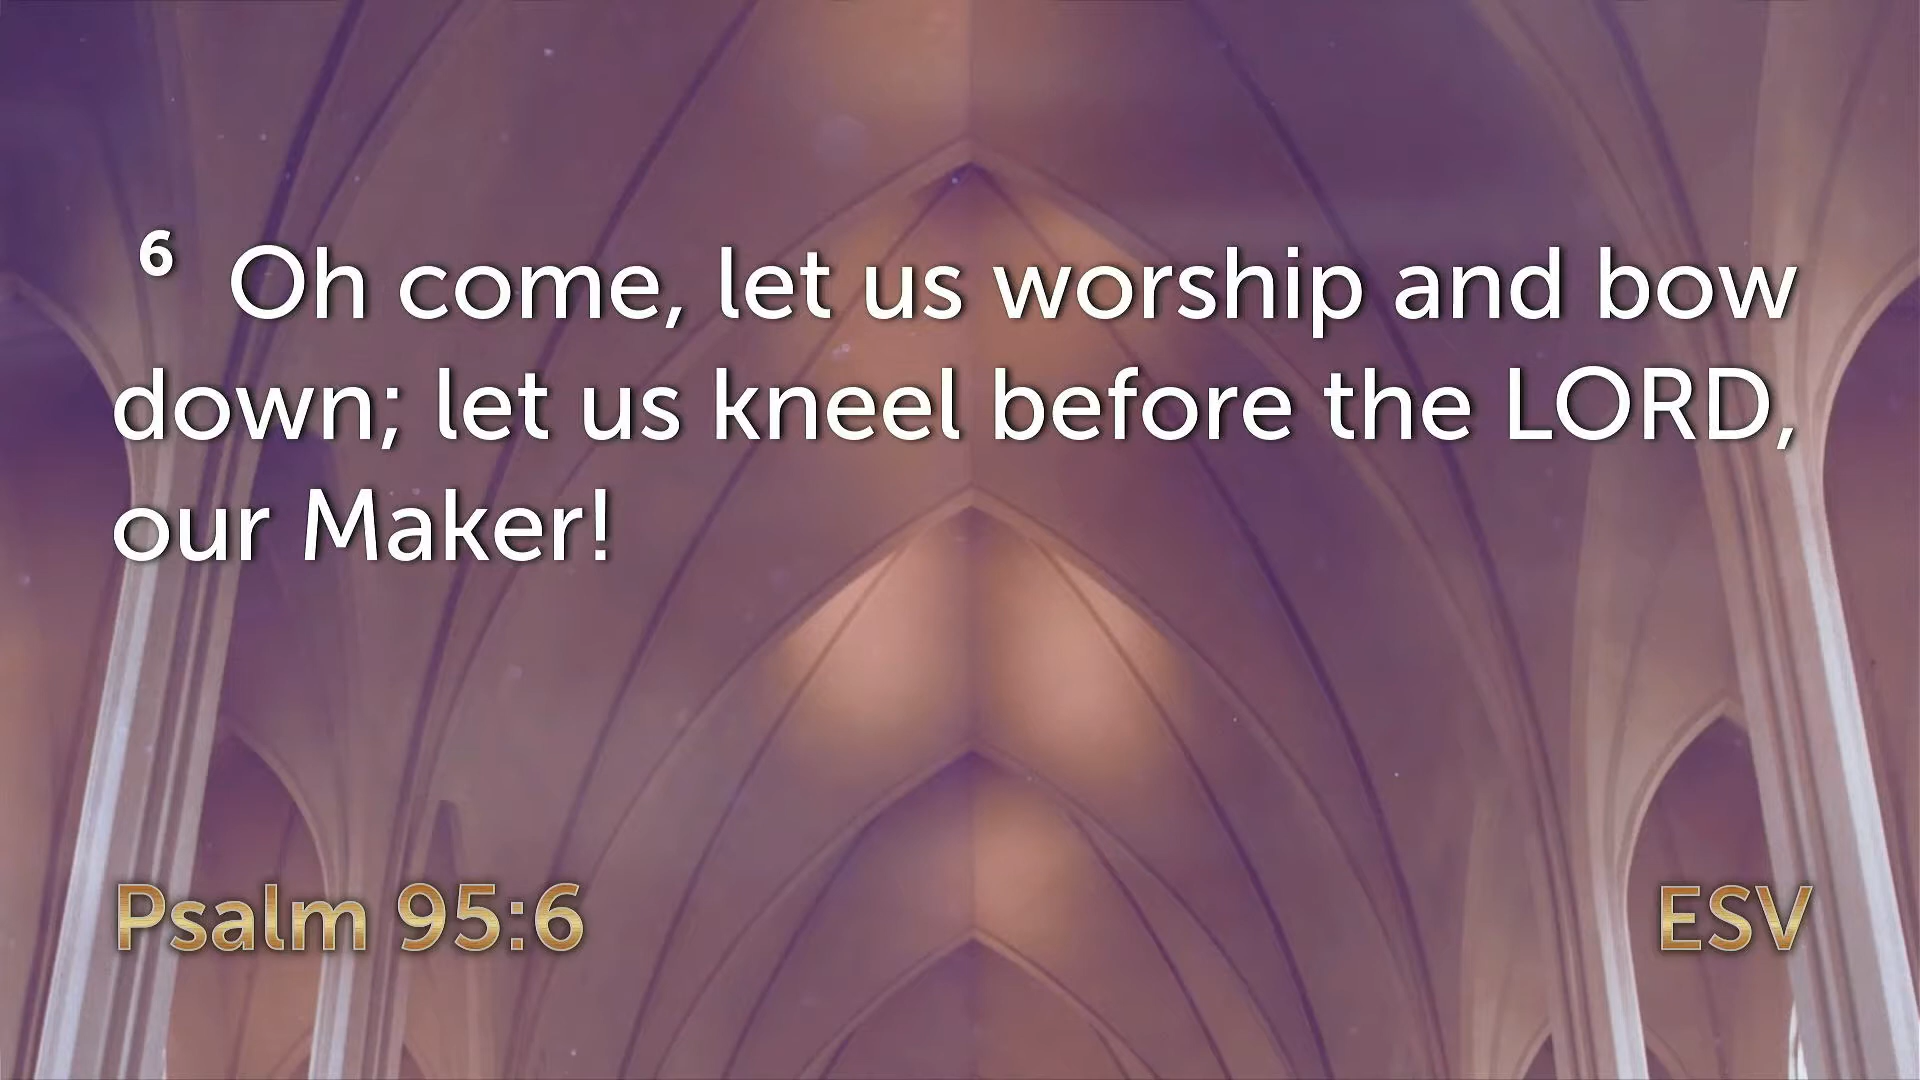 6 Oh come, let us worship and bow
down; let us kneel before the LORD,
our Maker!
Psalm 95:6
ESV